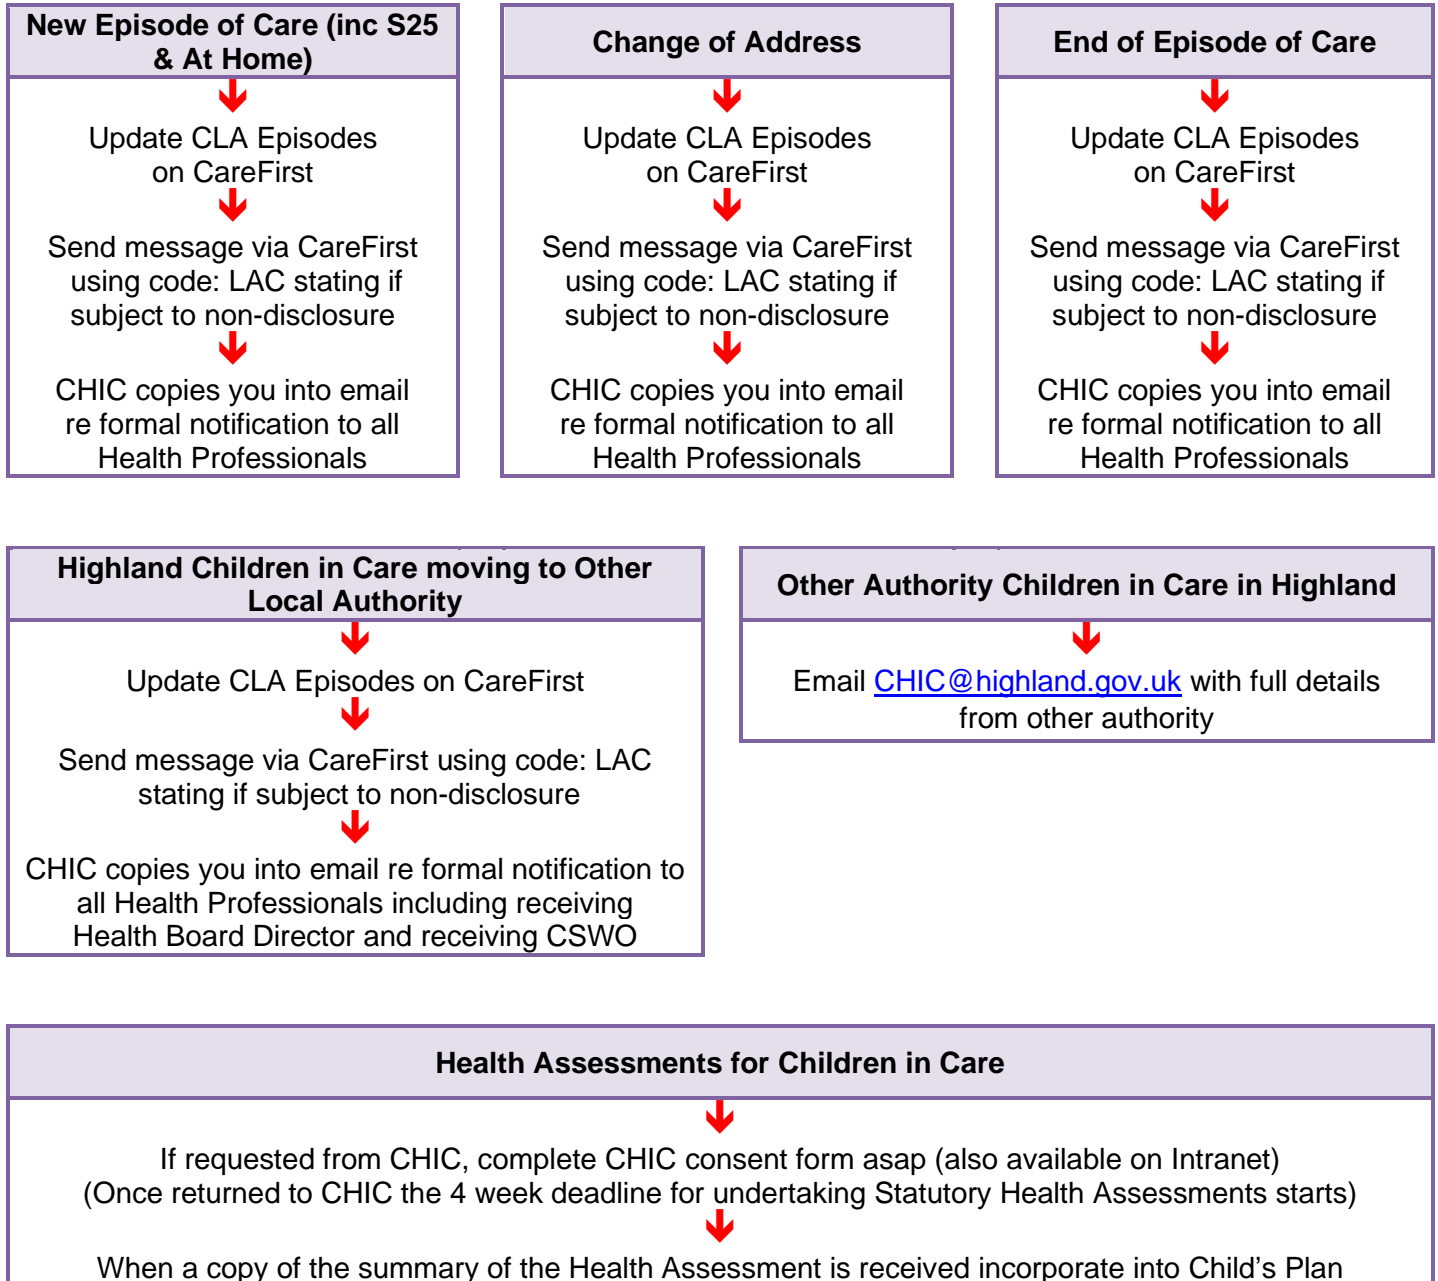 New Episode of Care (inc S25
& At Home)
Update CLA Episodes
on CareFirst
Send message via CareFirst
using code: LAC stating if
subject to non-disclosure
CHIC copies you into email
re formal notification to all
Health Professionals
Change of Address
Update CLA Episodes
on CareFirst
Send message via CareFirst
using code: LAC stating if
subject to non-disclosure
CHIC copies you into email
re formal notification to all
Health Professionals
End of Episode of Care
Update CLA Episodes
on CareFirst
Send message via CareFirst
using code: LAC stating if
subject to non-disclosure
CHIC copies you into email
re formal notification to all
Health Professionals
Highland Children in Care moving to Other
Local Authority
Update CLA Episodes on CareFirst
Send message via CareFirst using code: LAC
stating if subject to non-disclosure
CHIC copies you into email re formal notification to
all Health Professionals including receiving
Health Board Director and receiving CSWO
Other Authority Children in Care in Highland
Email CHIC@highland.gov.uk with full details
from other authority
Health Assessments for Children in Care
If requested from CHIC, complete CHIC consent form asap (also available on Intranet)
(Once returned to CHIC the 4 week deadline for undertaking Statutory Health Assessments starts)
When a copy of the summary of the Health Assessment is received incorporate into Child's Plan